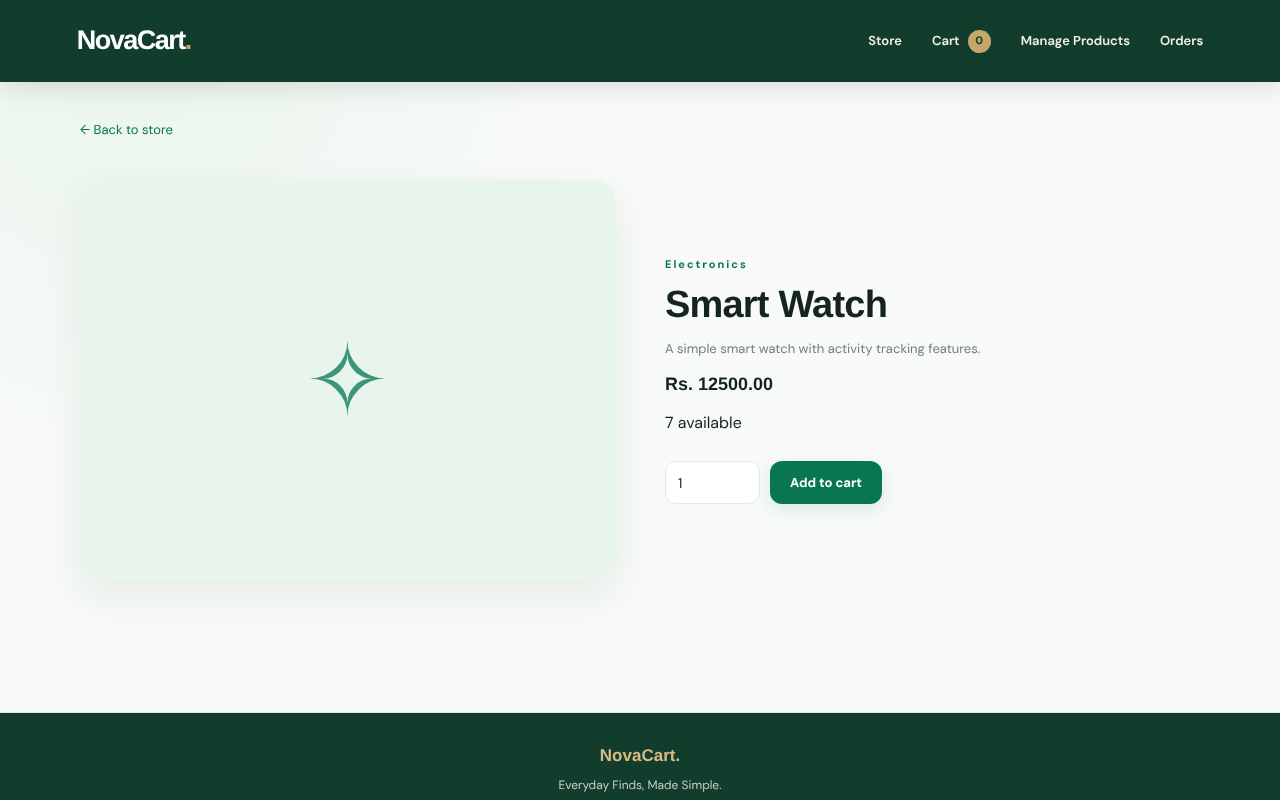 NovaCart.
Store
Cart 0
Manage Products
Orders
← Back to store
Electronics
Smart Watch
A simple smart watch with activity tracking features.
Rs. 12500.00
7 available
1
Add to cart
NovaCart.
Everyday Finds, Made Simple.